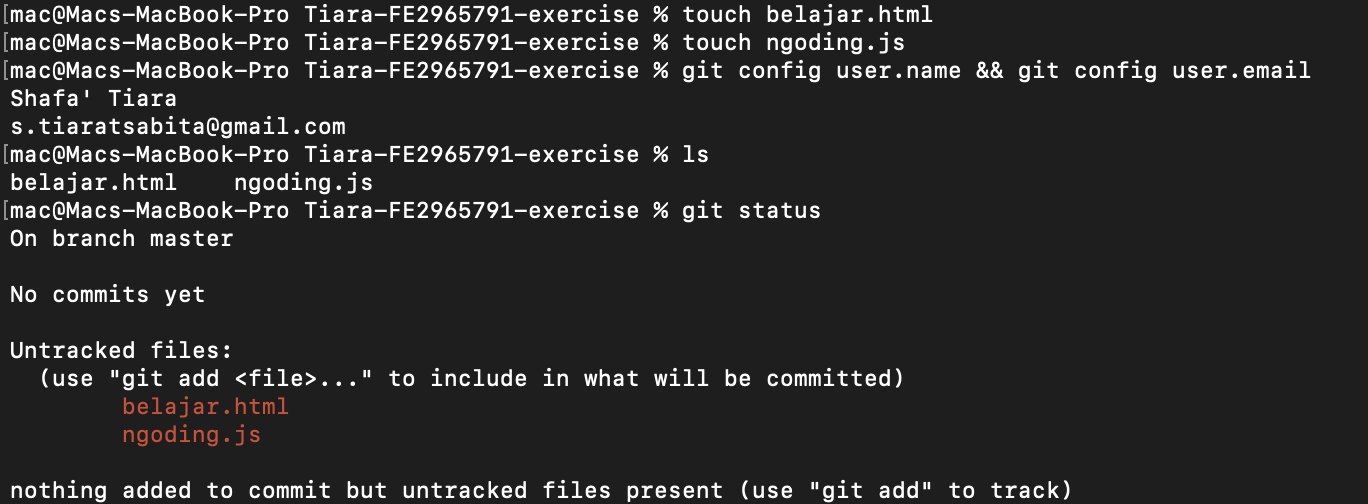 [mac@Macs-MacBook-Pro Tiara-FE2965791-exercise % touch belajar.html
[mac@Macs-MacBook-Pro Tiara-FE2965791-exercise % touch ngoding.js
[mac@Macs-MacBook-Pro Tiara-FE2965791-exercise % git config user.name && git config user.email
Shafa' Tiara
s.tiaratsabita@gmail.com
[mac@Macs-MacBook-Pro Tiara-FE2965791-exercise % ls
belajar.html    ngoding.js
[mac@Macs-MacBook-Pro Tiara-FE2965791-exercise % git status
On branch master
No commits yet
Untracked files:
  (use "git add <file>..." to include in what will be committed)
        belajar.html
        ngoding.js
nothing added to commit but untracked files present (use "git add" to track)